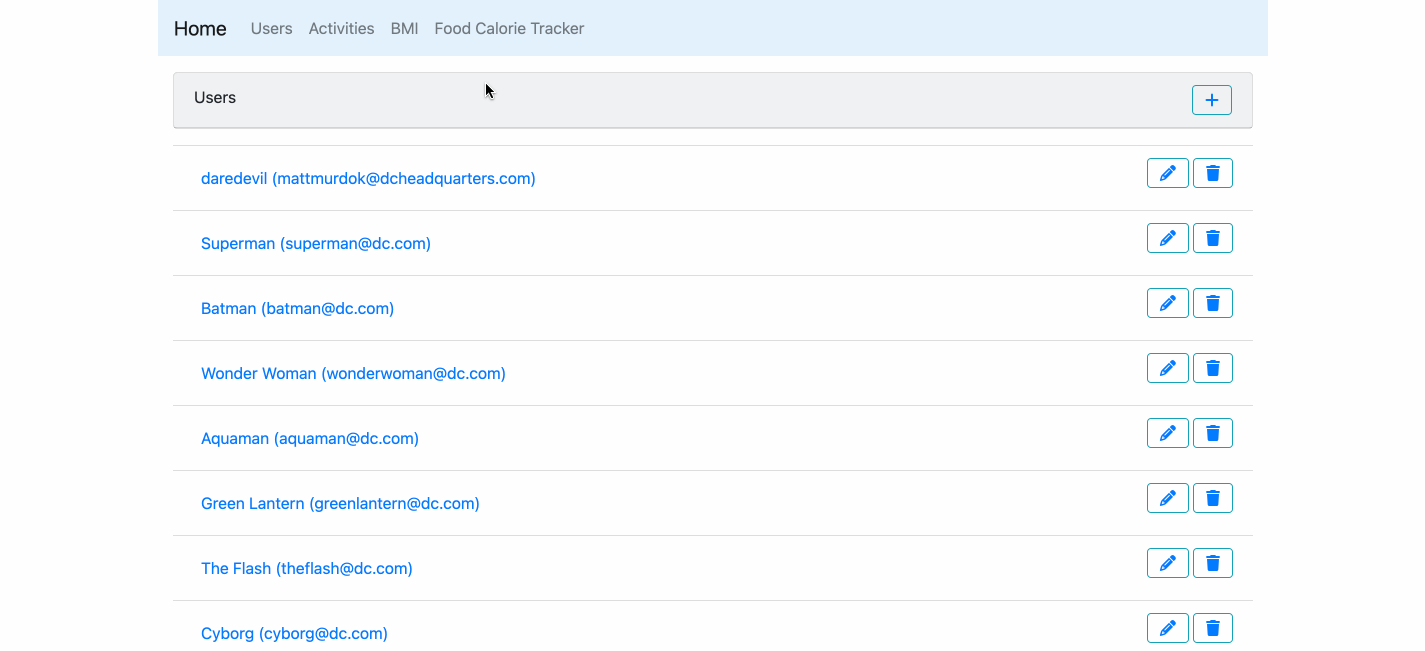 Home Users Activities BMI Food Calorie Tracker
Users
daredevil (mattmurdok@dcheadquarters.com)
Superman (superman@dc.com)
Batman (batman@dc.com)
Wonder Woman (wonderwoman@dc.com)
Aquaman (aquaman@dc.com)
Green Lantern (greenlantern@dc.com)
The Flash (theflash@dc.com)
Cyborg (cyborg@dc.com)